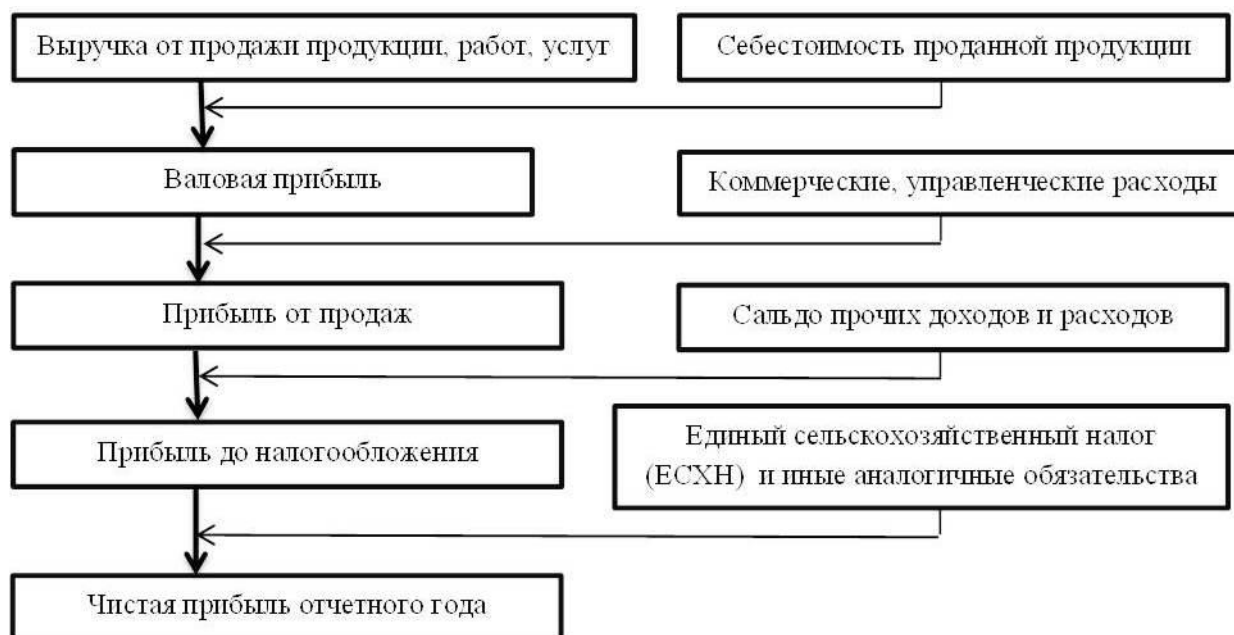 Выручка от продажи продукции, работ, услуг
Себестоимость проданной продукции
Валовая прибыль
Коммерческие, управленческие расходы
Прибыль от продаж
Сальдо прочих доходов и расходов
Прибыль до налогообложения
Единый сельскохозяйственный налог
(ЕСХН) и иные аналогичные обязательства
Чистая прибыль отчетного года